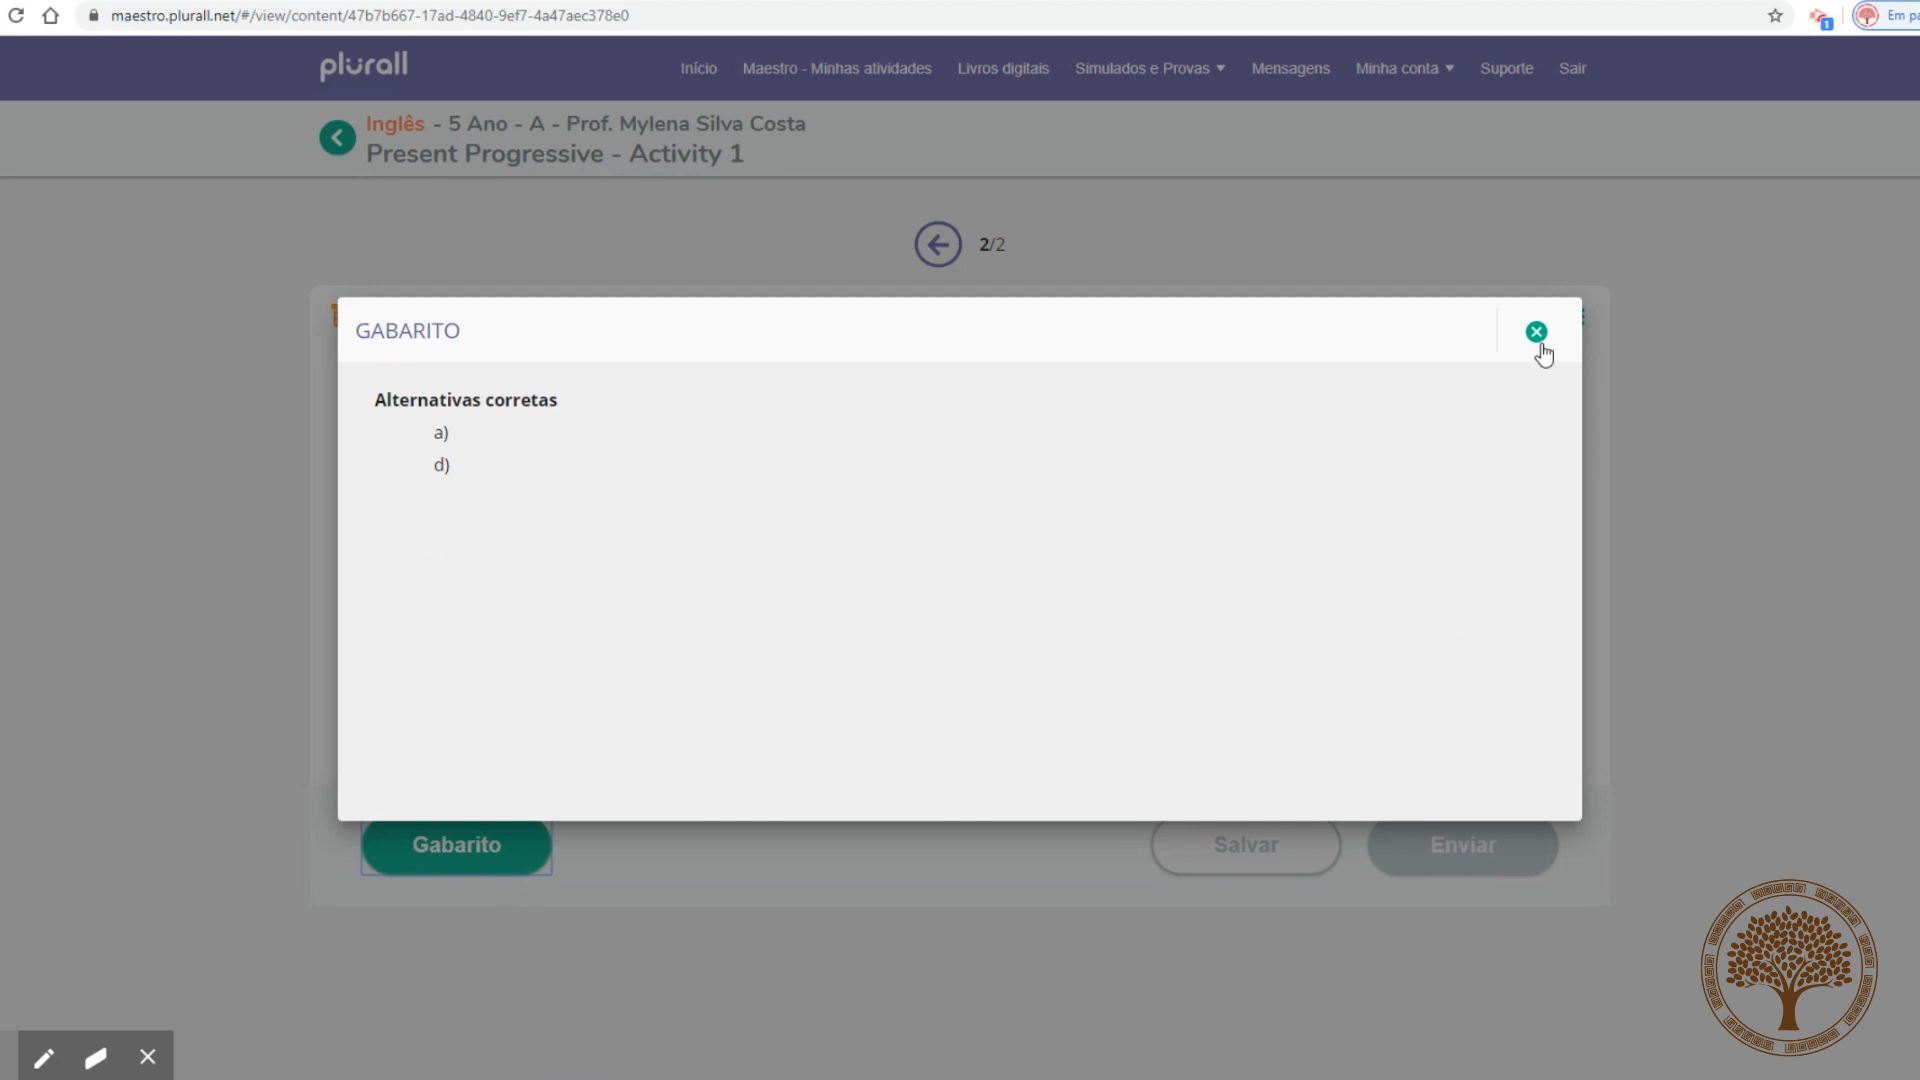 maestro.plurall.net/#/view/content/47b7b667-17ad-4840-9ef7-4a47aec378e0
1
plurall
Início Maestro - Minhas atividades Livros digitais Simulados e Provas Mensagens Minha conta Suporte Sair
Inglês - 5 Ano - A - Prof. Mylena Silva Costa
Present Progressive - Activity 1
2/2
GABARITO
Alternativas corretas
a)
d)
Gabarito Salvar Enviar